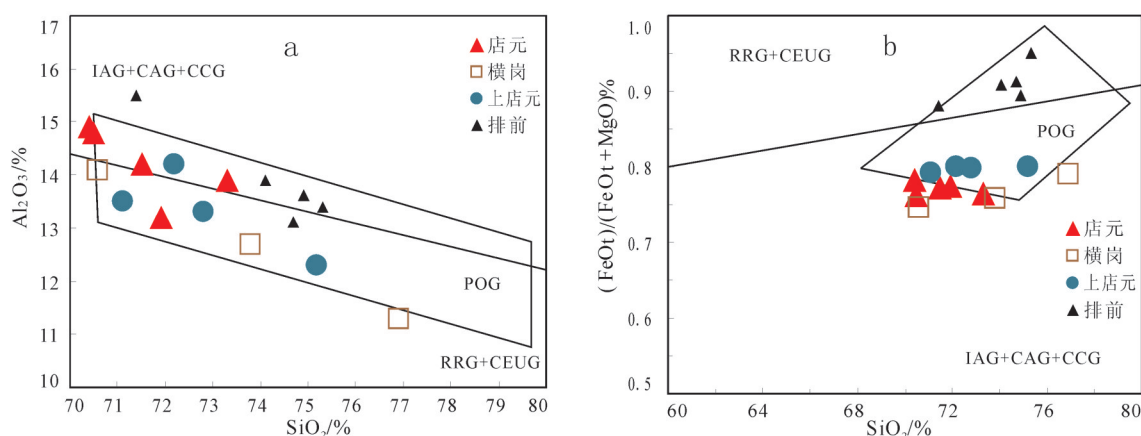 a
Al₂O₃/%
17
16
15
14
13
12
11
10
IAG+CAG+CCG
店元
横岗
上店元
排前
POG
RRG+CEUG
70 71 72 73 74 75 76 77 78 79 80
SiO₂/%
b
(FeOt)/(FeOt+MgO)%
1.0
0.9
0.8
0.7
0.6
0.5
RRG+CEUG
POG
店元
横岗
上店元
排前
IAG+CAG+CCG
60 64 68 72 76 80
SiO₂/%